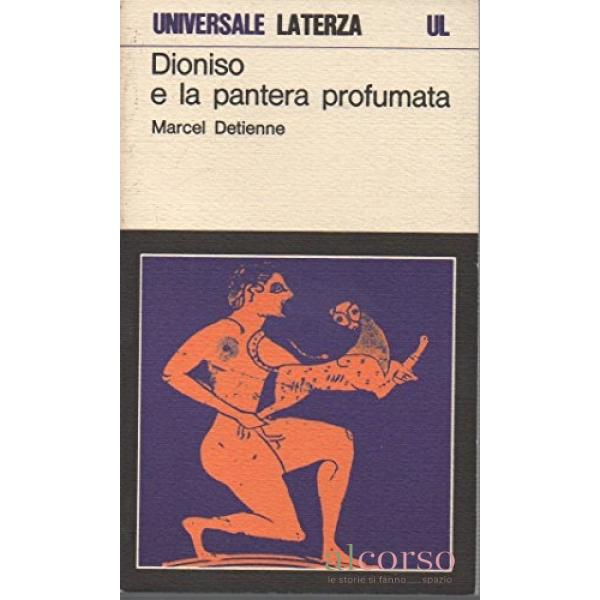 UNIVERSALE LATERZA UL
Dioniso
e la pantera profumata
Marcel Detienne
alcorso
le storie si fanno......spazio